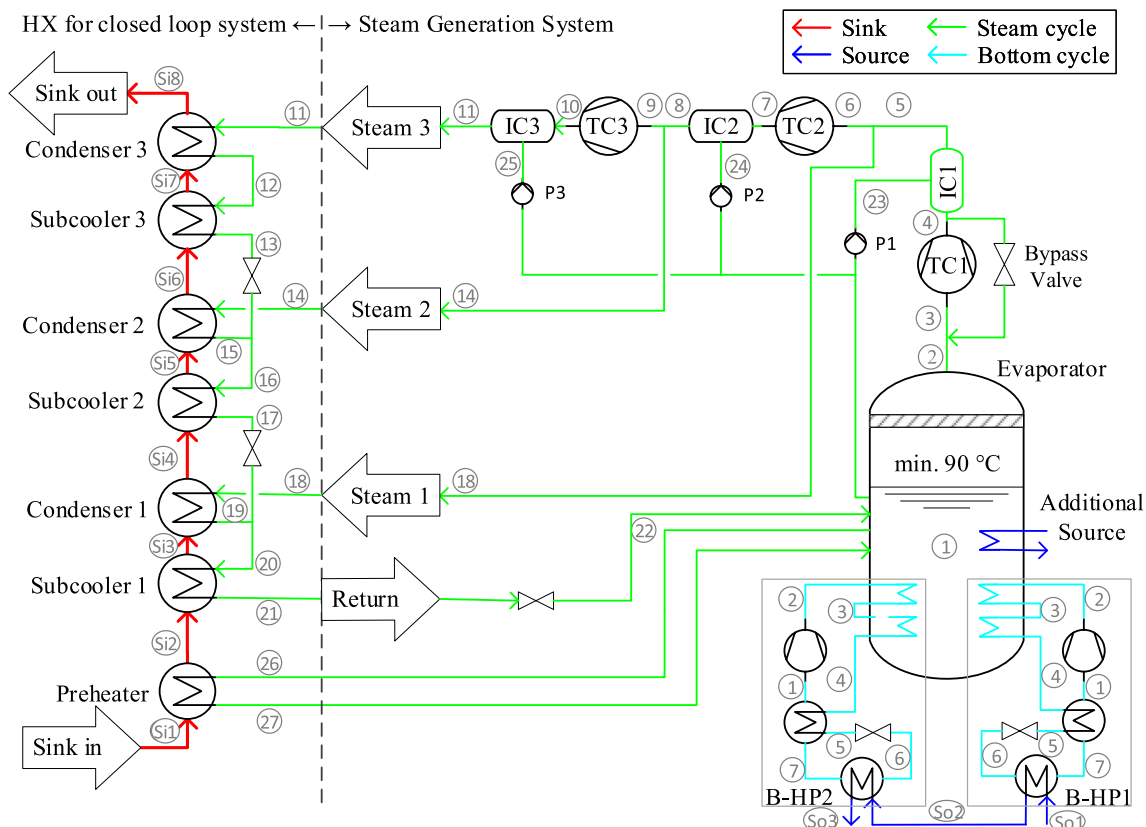 HX for closed loop system ←
→ Steam Generation System
Sink
Steam cycle
Source
Bottom cycle
Si8
Sink out
11
Steam 3
11
IC3
10
TC3
9
8
IC2
7
TC2
6
5
Condenser 3
25
24
IC1
Si7
12
P3
P2
23
Subcooler 3
4
13
P1
TC1
Bypass
Valve
Si6
14
Steam 2
14
3
Condenser 2
15
2
Si5
16
Evaporator
Subcooler 2
17
Si4
min. 90 °C
18
Steam 1
18
Condenser 1
19
Additional
Source
22
1
Si3
20
Subcooler 1
21
Return
2
3
3
2
Si2
26
4
4
1
1
Preheater
27
Si1
5
6
6
5
Sink in
7
7
B-HP2
B-HP1
So3
So2
So1